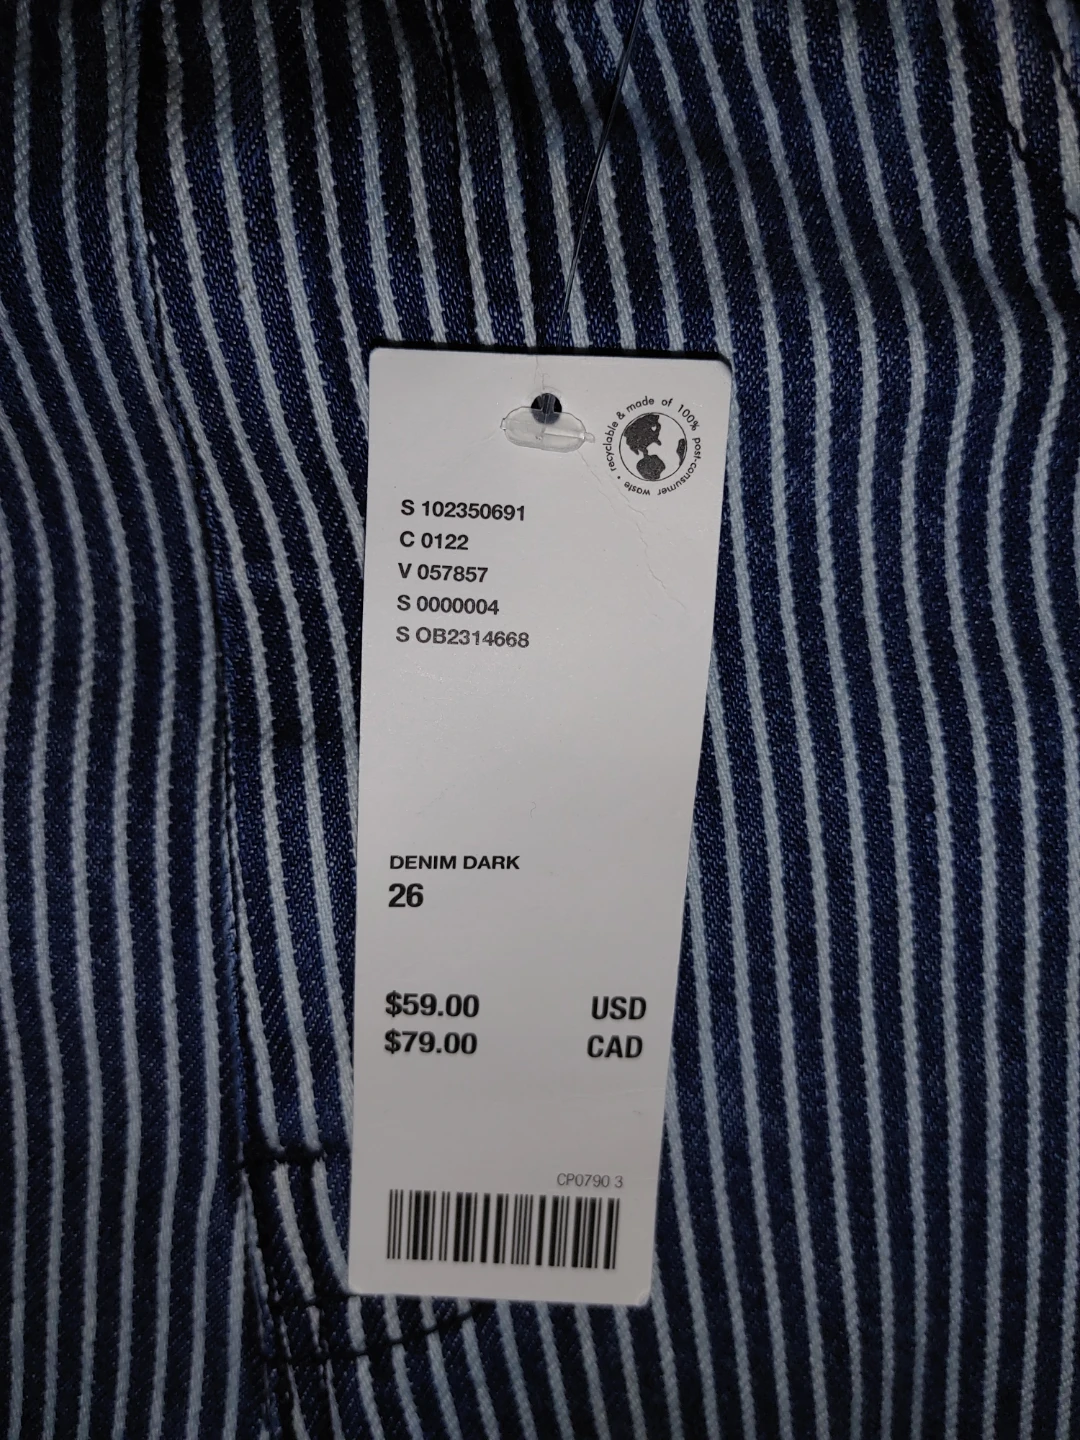 recyclable & made of 100% post-consumer waste •
S 102350691
C 0122
V 057857
S 0000004
S OB2314668
DENIM DARK
26
$59.00 USD
$79.00 CAD
CP0790 3